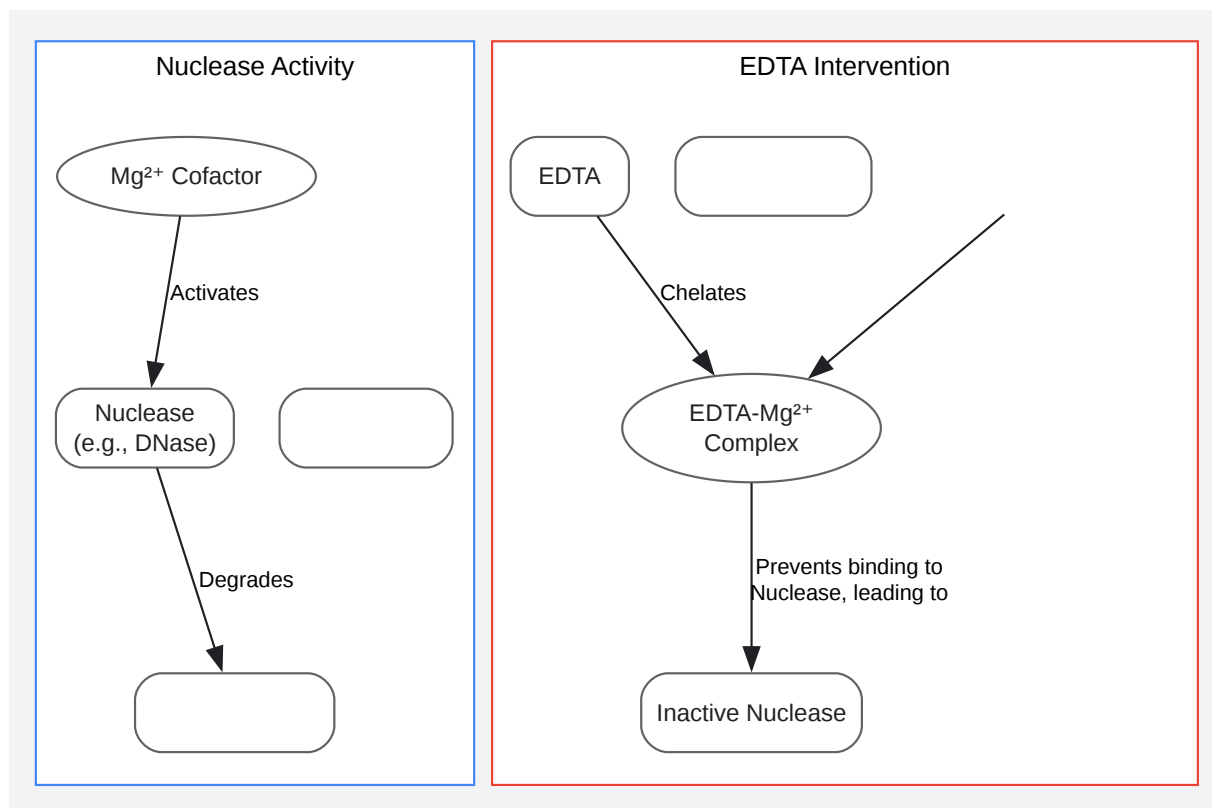 Nuclease Activity
Mg²⁺ Cofactor
Activates
Nuclease
(e.g., DNase)
Degrades
EDTA Intervention
EDTA
Chelates
EDTA-Mg²⁺
Complex
Prevents binding to
Nuclease, leading to
Inactive Nuclease